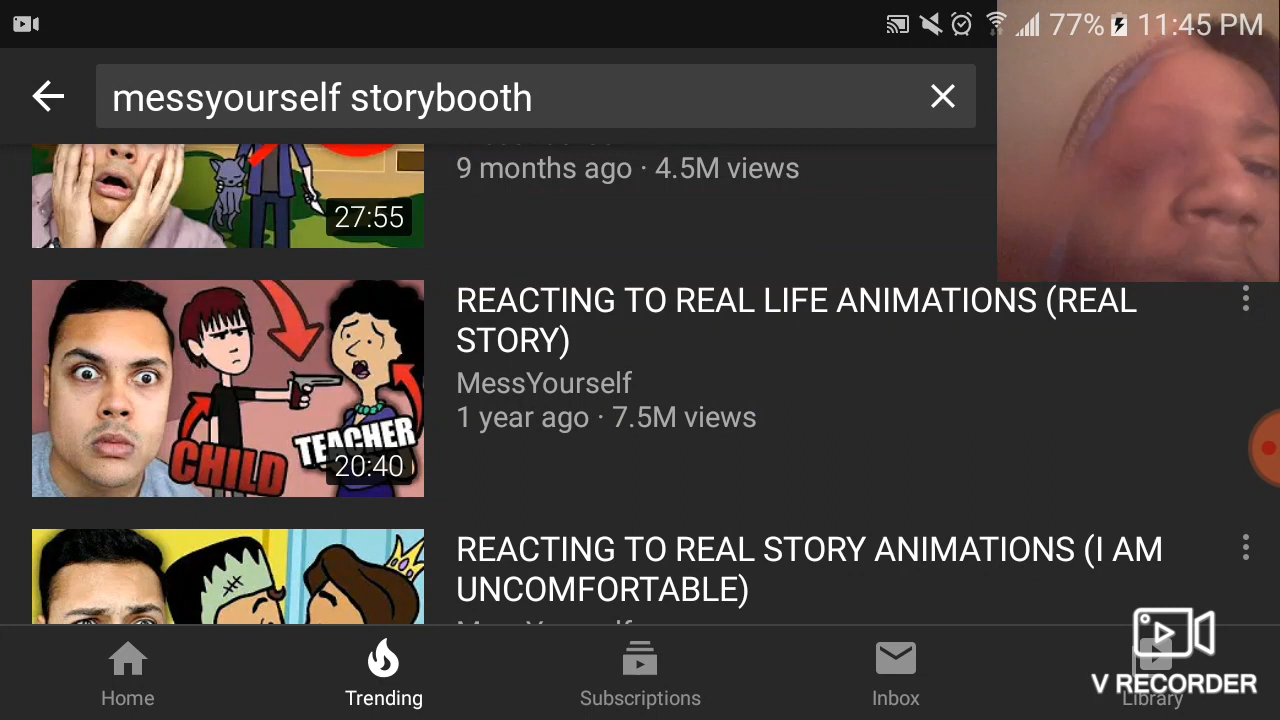 77% 11:45 PM
messyourself storybooth
9 months ago · 4.5M views
27:55
REACTING TO REAL LIFE ANIMATIONS (REAL
STORY)
MessYourself
1 year ago · 7.5M views
CHILD
TEACHER
20:40
REACTING TO REAL STORY ANIMATIONS (I AM
UNCOMFORTABLE)
V RECORDER
Home
Trending
Subscriptions
Inbox
Library